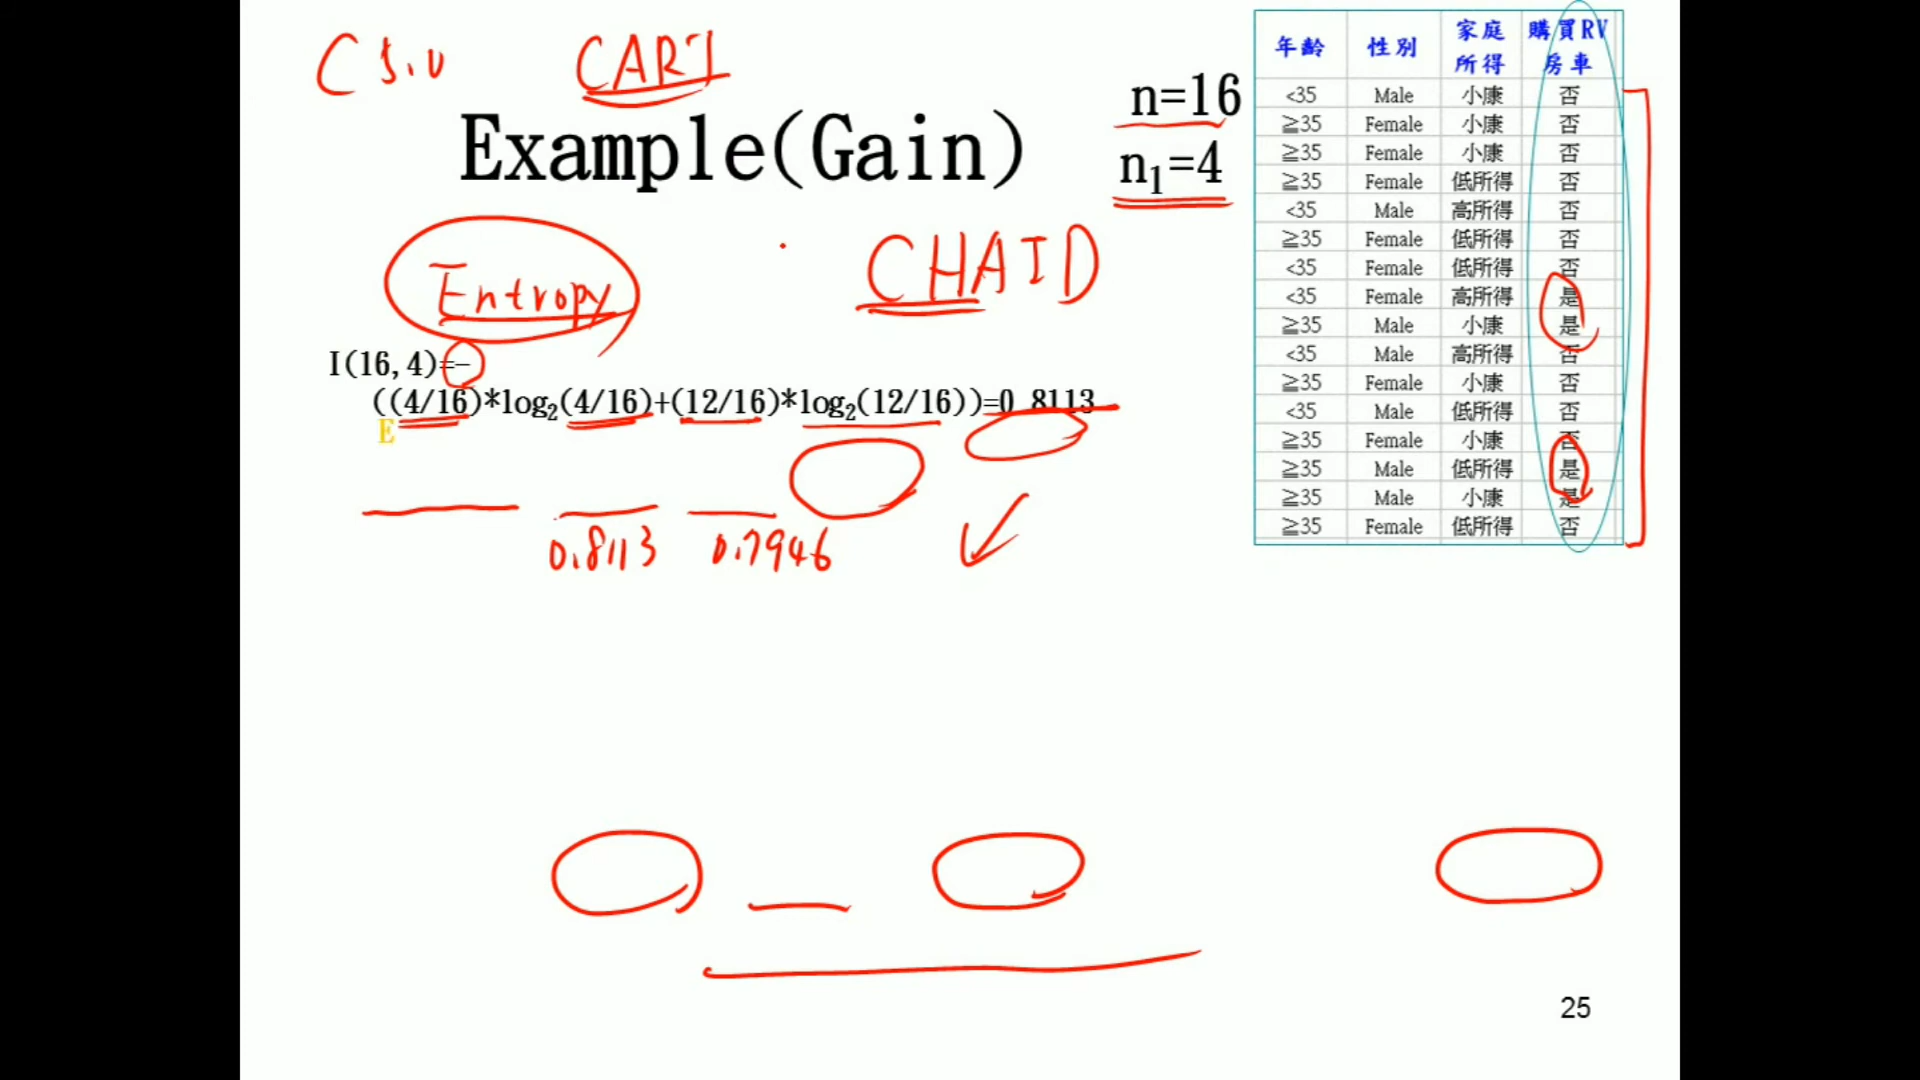 C 5.0 CART
Example(Gain)
n=16
n₁=4
Entropy
CHAID
I(16,4)=-
((4/16)*log₂(4/16)+(12/16)*log₂(12/16))=0.8113
E
0.8113 0.7946
年齡 性別 家庭所得 購買RV房車
<35 Male 小康 否
≧35 Female 小康 否
≧35 Female 小康 否
≧35 Female 低所得 否
<35 Male 高所得 否
≧35 Female 低所得 否
<35 Female 低所得 否
<35 Female 高所得 是
≧35 Male 小康 是
<35 Male 高所得 否
≧35 Female 小康 否
<35 Male 低所得 否
≧35 Female 小康 否
≧35 Male 低所得 是
≧35 Male 小康 是
≧35 Female 低所得 否
25